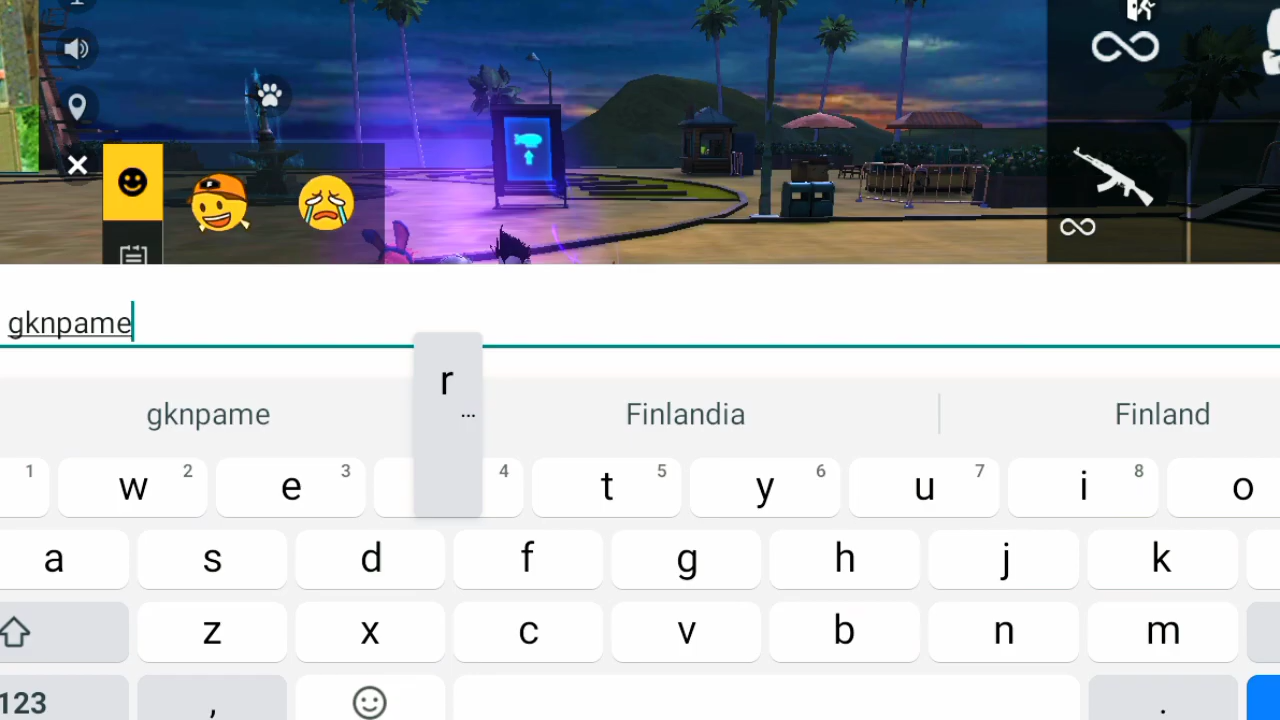 gknpame
r
...
gknpame Finlandia Finland
1 w 2 e 3 4 t 5 y 6 u 7 i 8 o
a s d f g h j k
z x c v b n m
123 , .